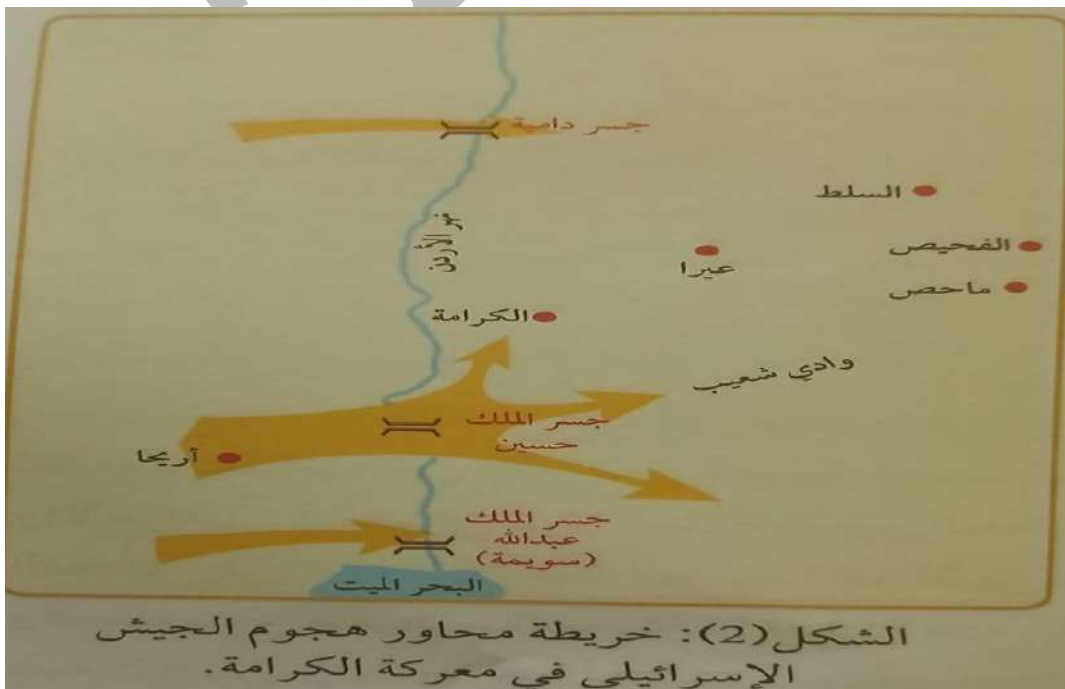 جسر دامية
السلط
الفحيص
عيرا
ماحص
نهر الأردن
الكرامة
وادي شعيب
جسر الملك
حسين
أريحا
جسر الملك
عبدالله
(سويمة)
البحر الميت
الشكل(2): خريطة محاور هجوم الجيش
الإسرائيلي في معركة الكرامة.